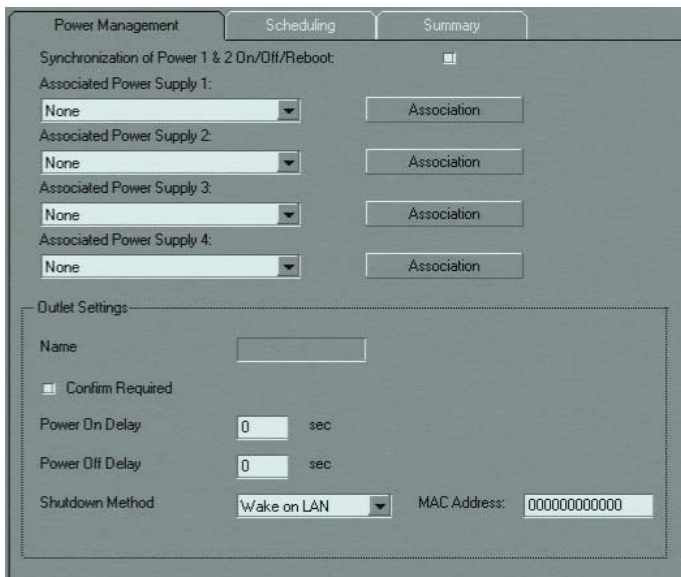 Power Management Scheduling Summary
Synchronization of Power 1 & 2 On/Off/Reboot:
Associated Power Supply 1:
None Association
Associated Power Supply 2:
None Association
Associated Power Supply 3:
None Association
Associated Power Supply 4:
None Association
Outlet Settings
Name
Confirm Required
Power On Delay 0 sec
Power Off Delay 0 sec
Shutdown Method Wake on LAN MAC Address: 000000000000